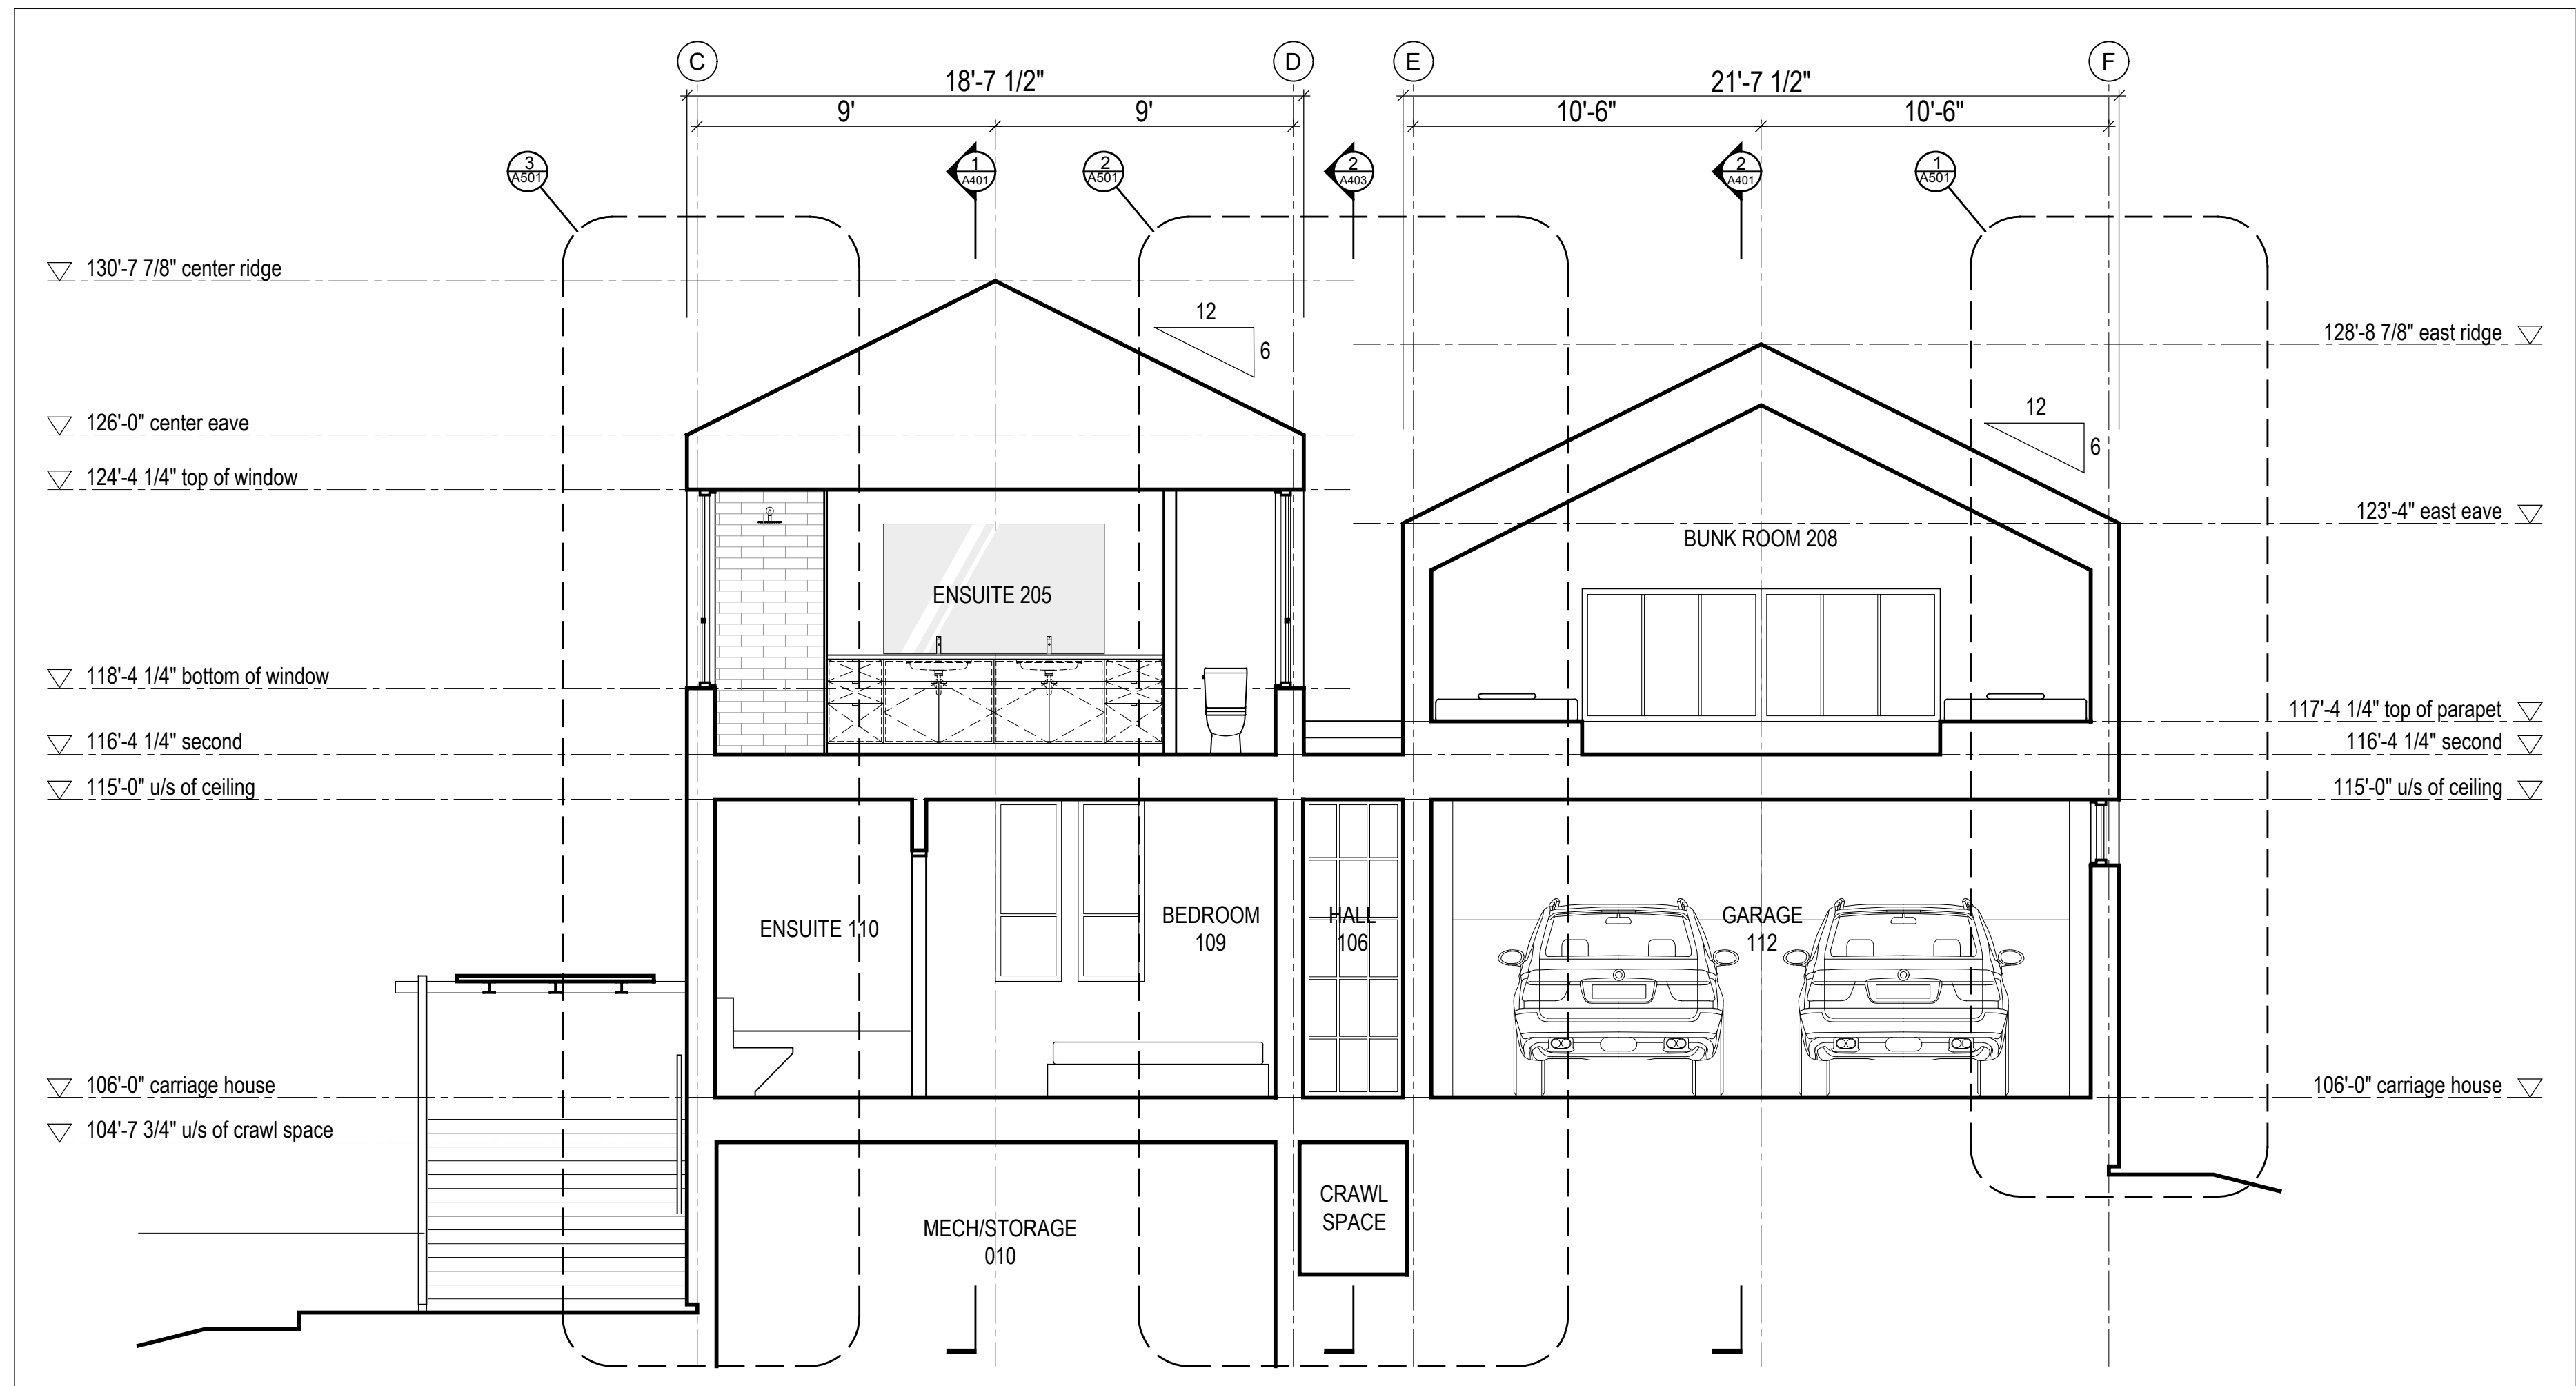 C
D
E
F
18'-7 1/2"
21'-7 1/2"
9'
9'
10'-6"
10'-6"
3
A501
1
A401
2
A501
2
A403
2
A401
1
A501
130'-7 7/8" center ridge
12
6
128'-8 7/8" east ridge
126'-0" center eave
12
6
124'-4 1/4" top of window
123'-4" east eave
BUNK ROOM 208
ENSUITE 205
118'-4 1/4" bottom of window
117'-4 1/4" top of parapet
116'-4 1/4" second
116'-4 1/4" second
115'-0" u/s of ceiling
115'-0" u/s of ceiling
ENSUITE 110
BEDROOM
109
HALL
106
GARAGE
112
106'-0" carriage house
106'-0" carriage house
104'-7 3/4" u/s of crawl space
CRAWL
SPACE
MECH/STORAGE
010